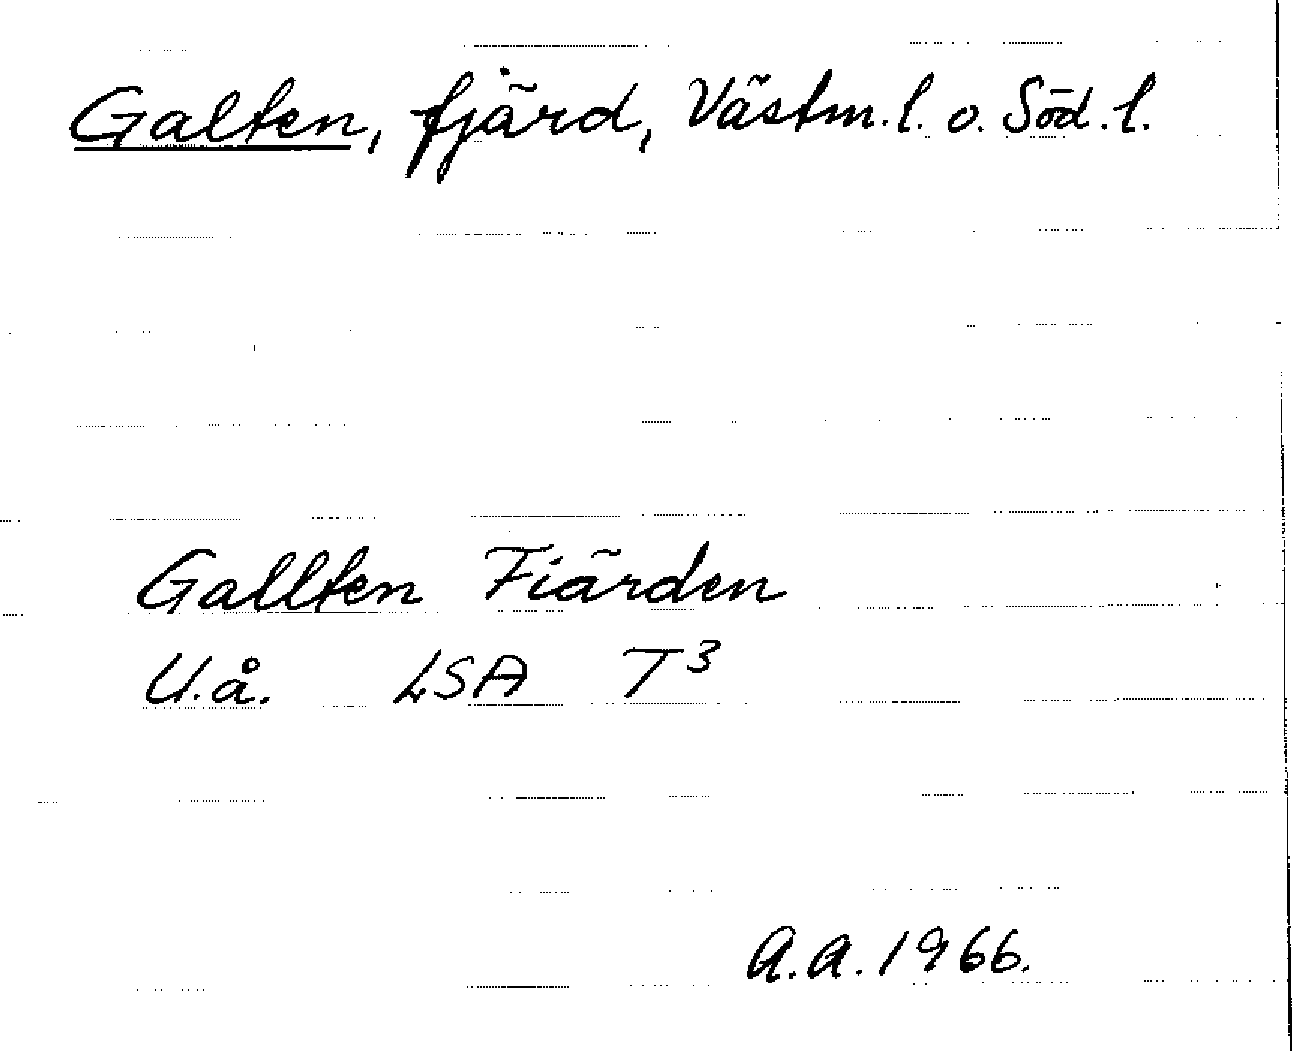 Galten, fjärd, Västm.l. o. Söd.l.
Gallten Fiärden
U.å. LSA T³
A.A. 1966.